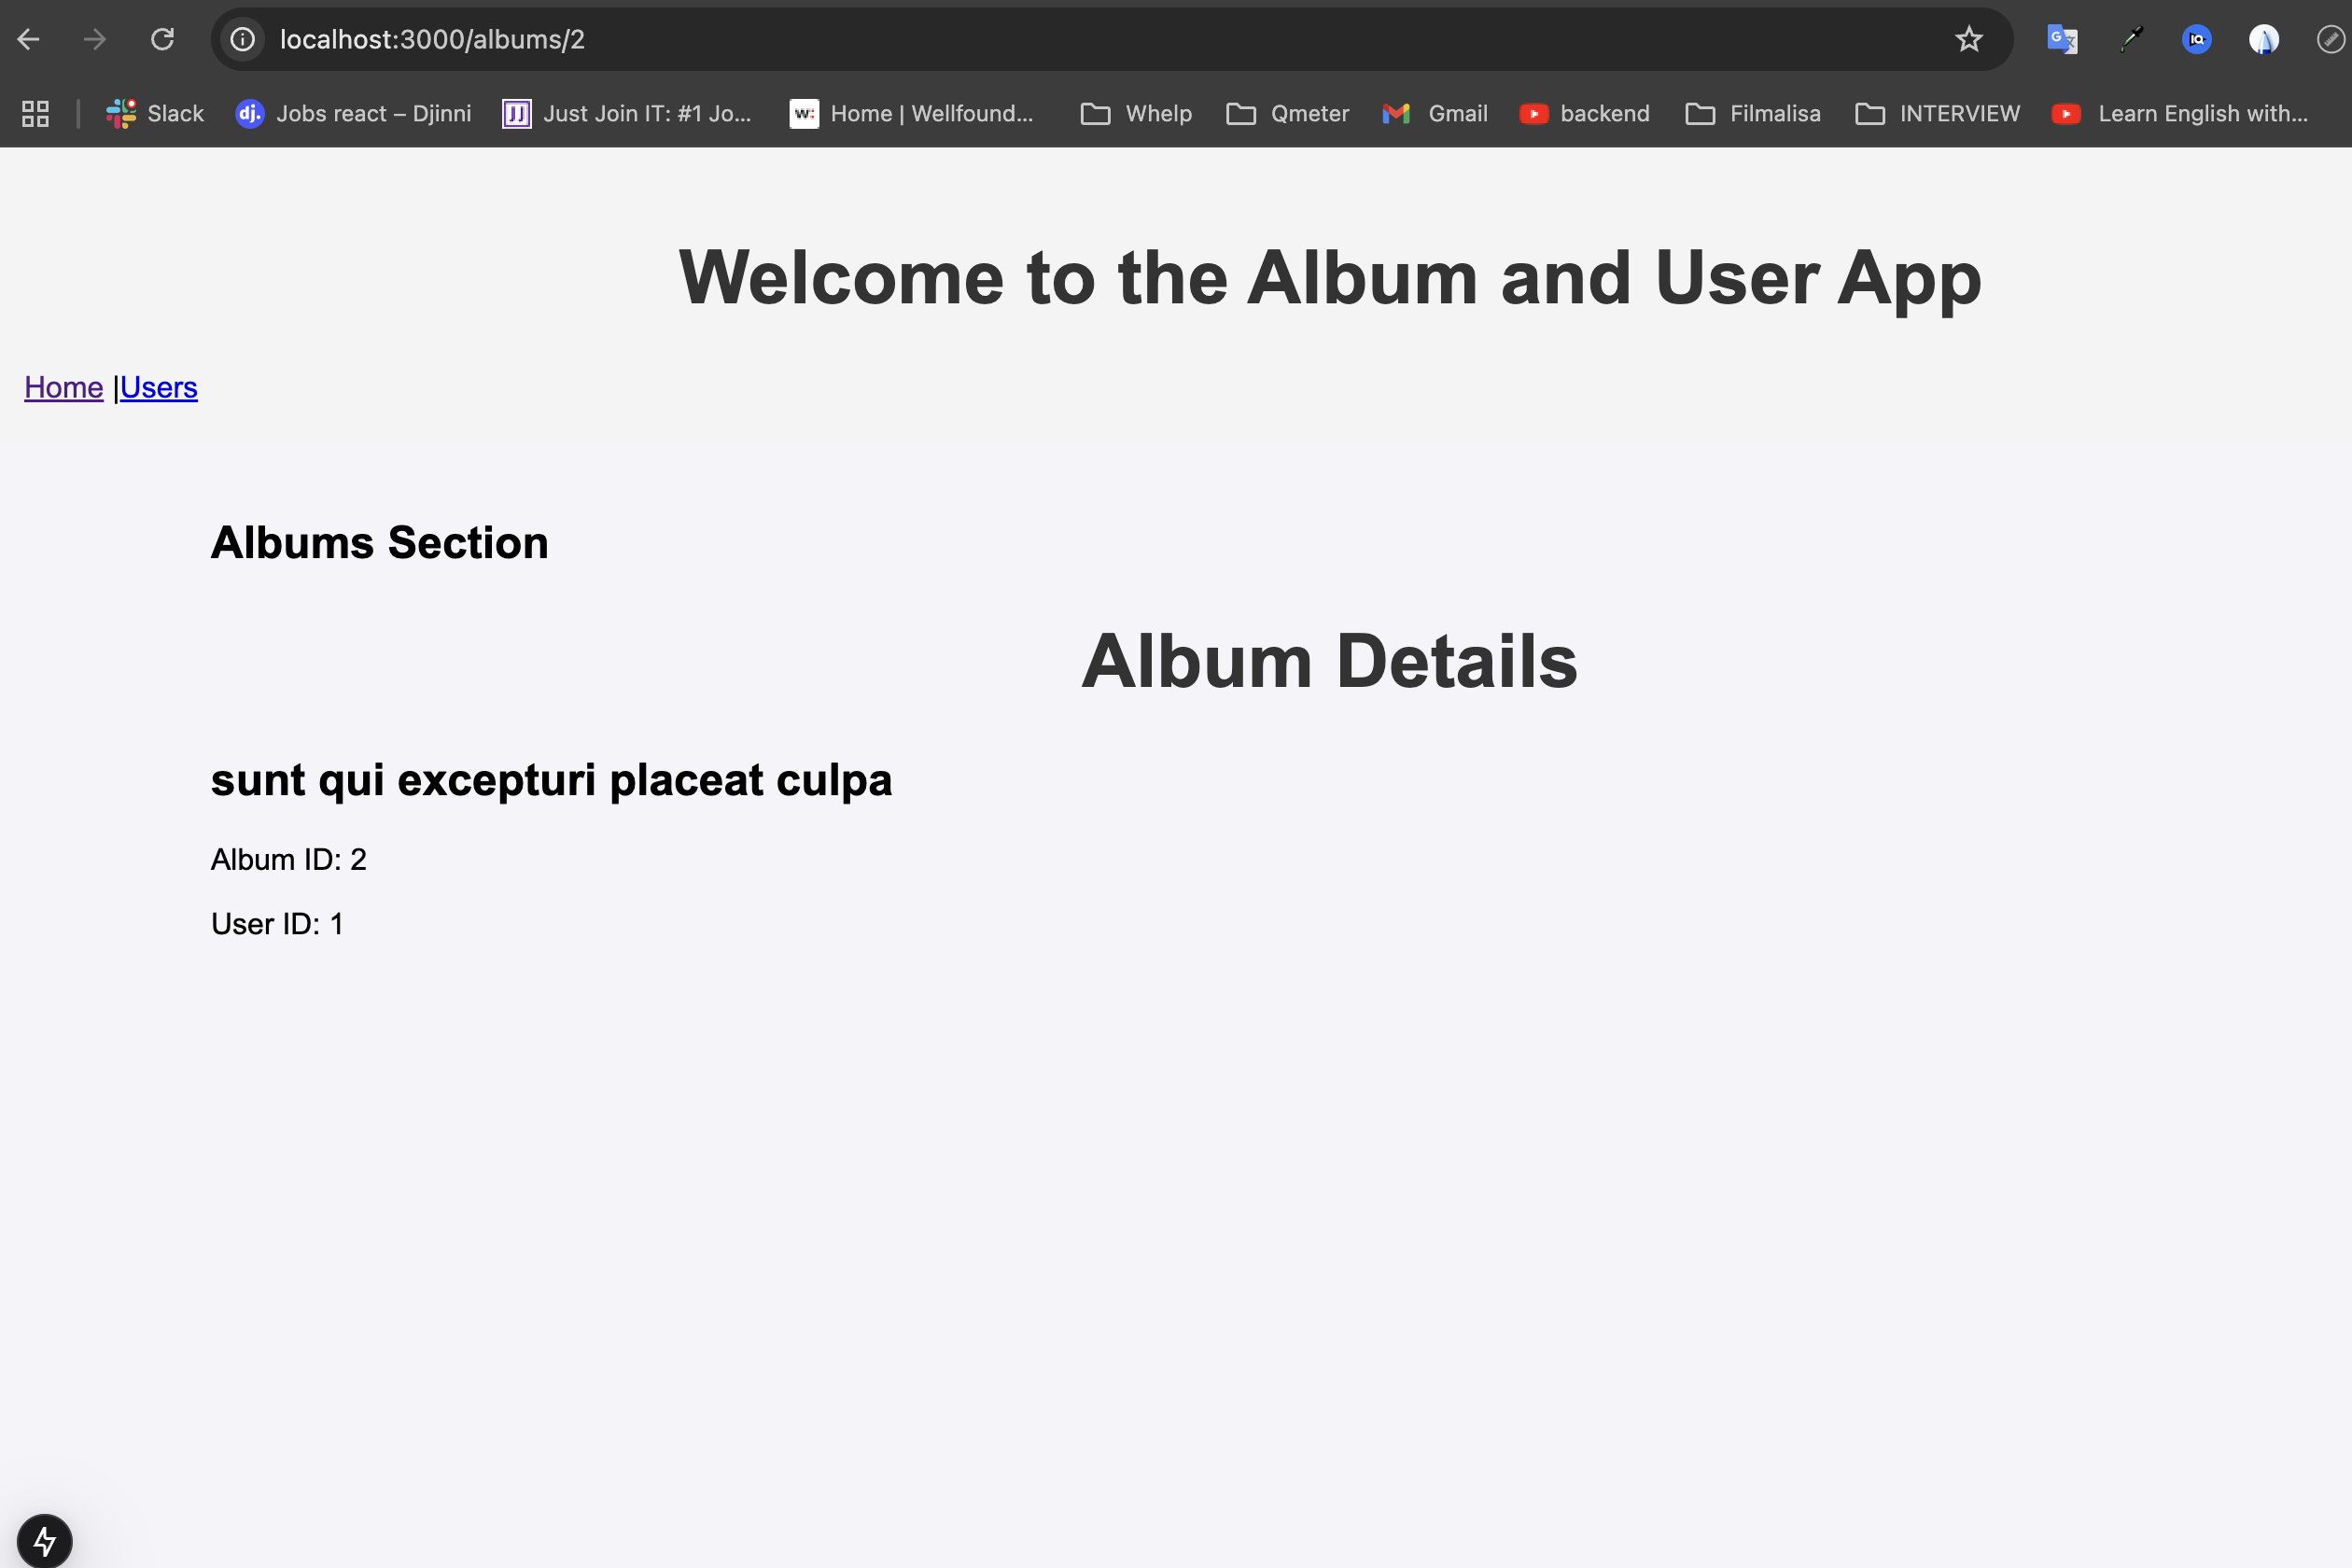 localhost:3000/albums/2
Slack dj. Jobs react – Djinni JJ Just Join IT: #1 Jo... W: Home | Wellfound... Whelp Qmeter Gmail backend Filmalisa INTERVIEW Learn English with...
Welcome to the Album and User App
Home |Users
Albums Section
Album Details
sunt qui excepturi placeat culpa
Album ID: 2
User ID: 1